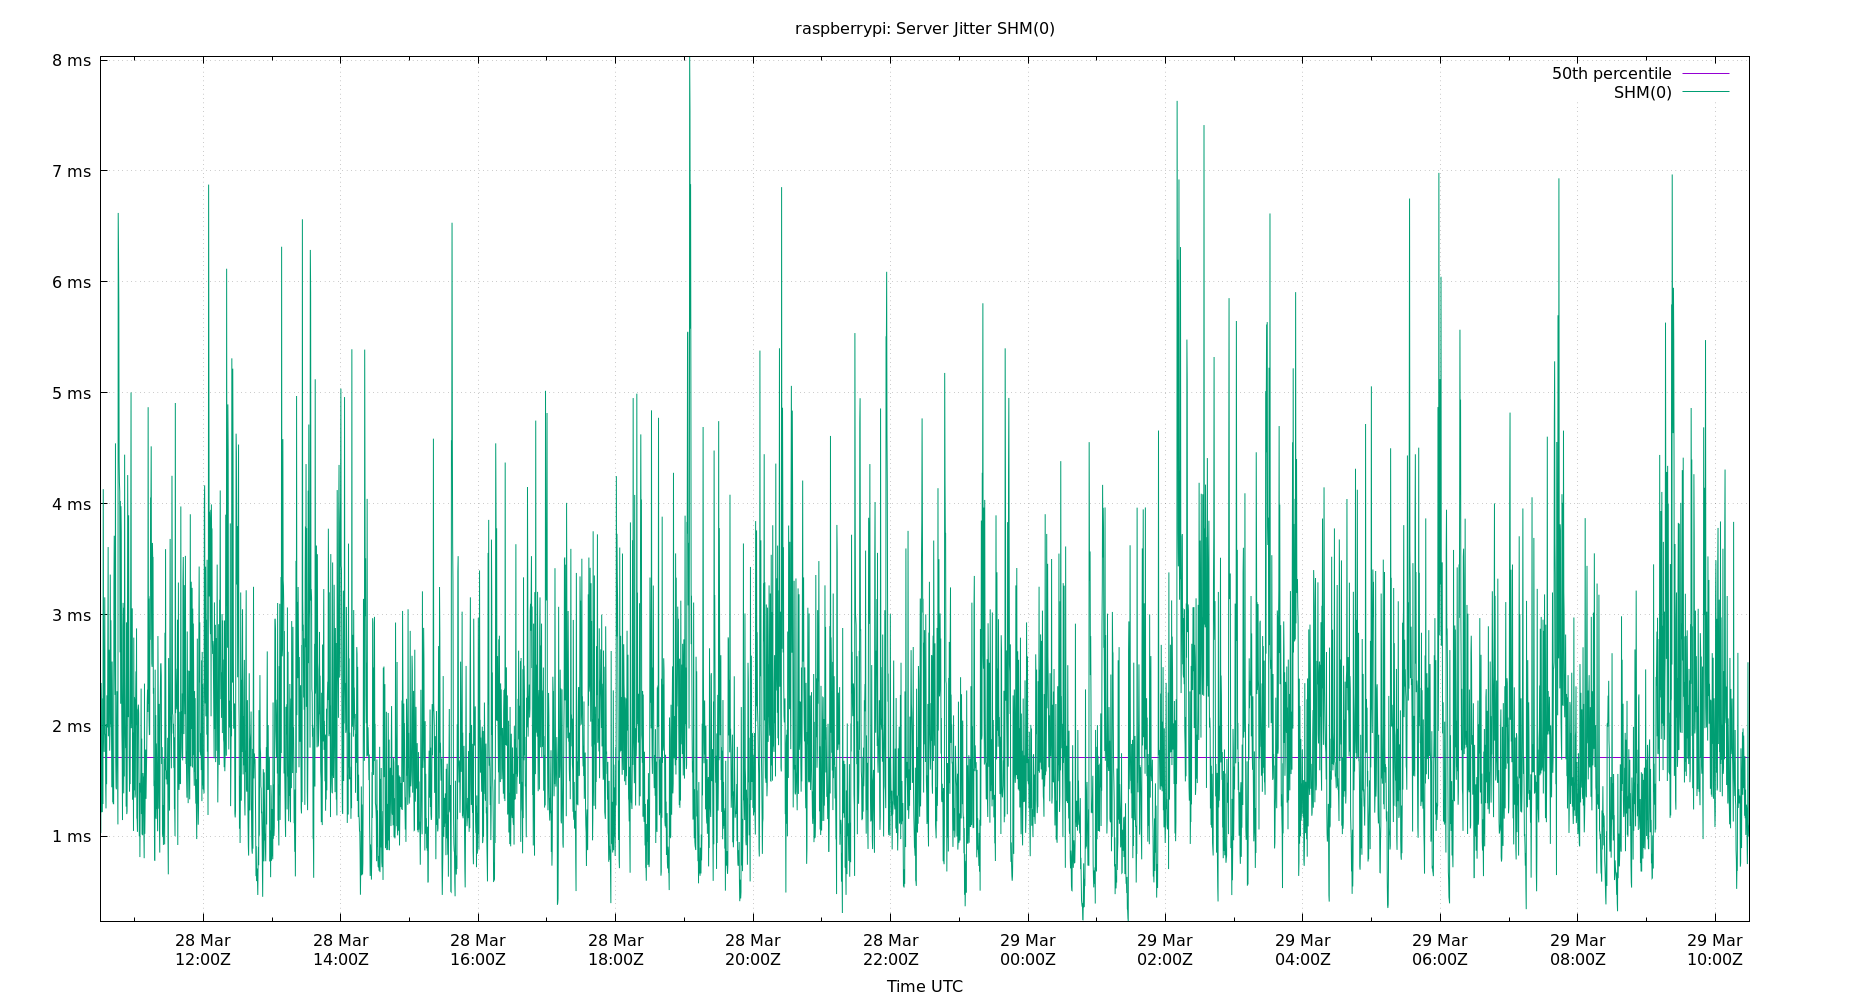 raspberrypi: Server Jitter SHM(0)
8 ms
7 ms
6 ms
5 ms
4 ms
3 ms
2 ms
1 ms
50th percentile
SHM(0)
28 Mar
12:00Z
28 Mar
14:00Z
28 Mar
16:00Z
28 Mar
18:00Z
28 Mar
20:00Z
28 Mar
22:00Z
29 Mar
00:00Z
29 Mar
02:00Z
29 Mar
04:00Z
29 Mar
06:00Z
29 Mar
08:00Z
29 Mar
10:00Z
Time UTC